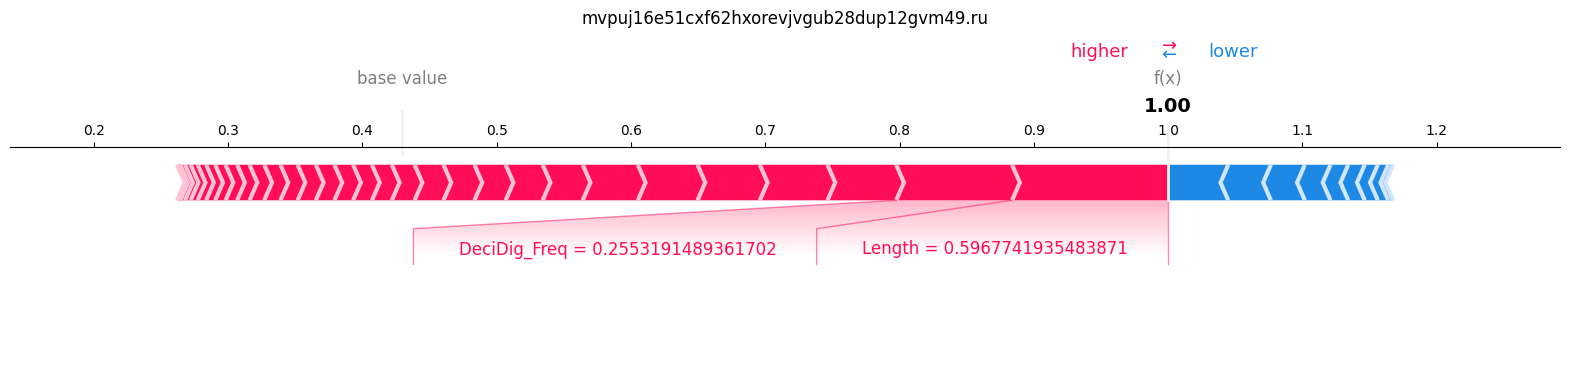 mvpuj16e51cxf62hxorevjvgub28dup12gvm49.ru
higher ⇄ lower
base value f(x)
1.00
0.2 0.3 0.4 0.5 0.6 0.7 0.8 0.9 1.0 1.1 1.2
DeciDig_Freq = 0.2553191489361702 Length = 0.5967741935483871